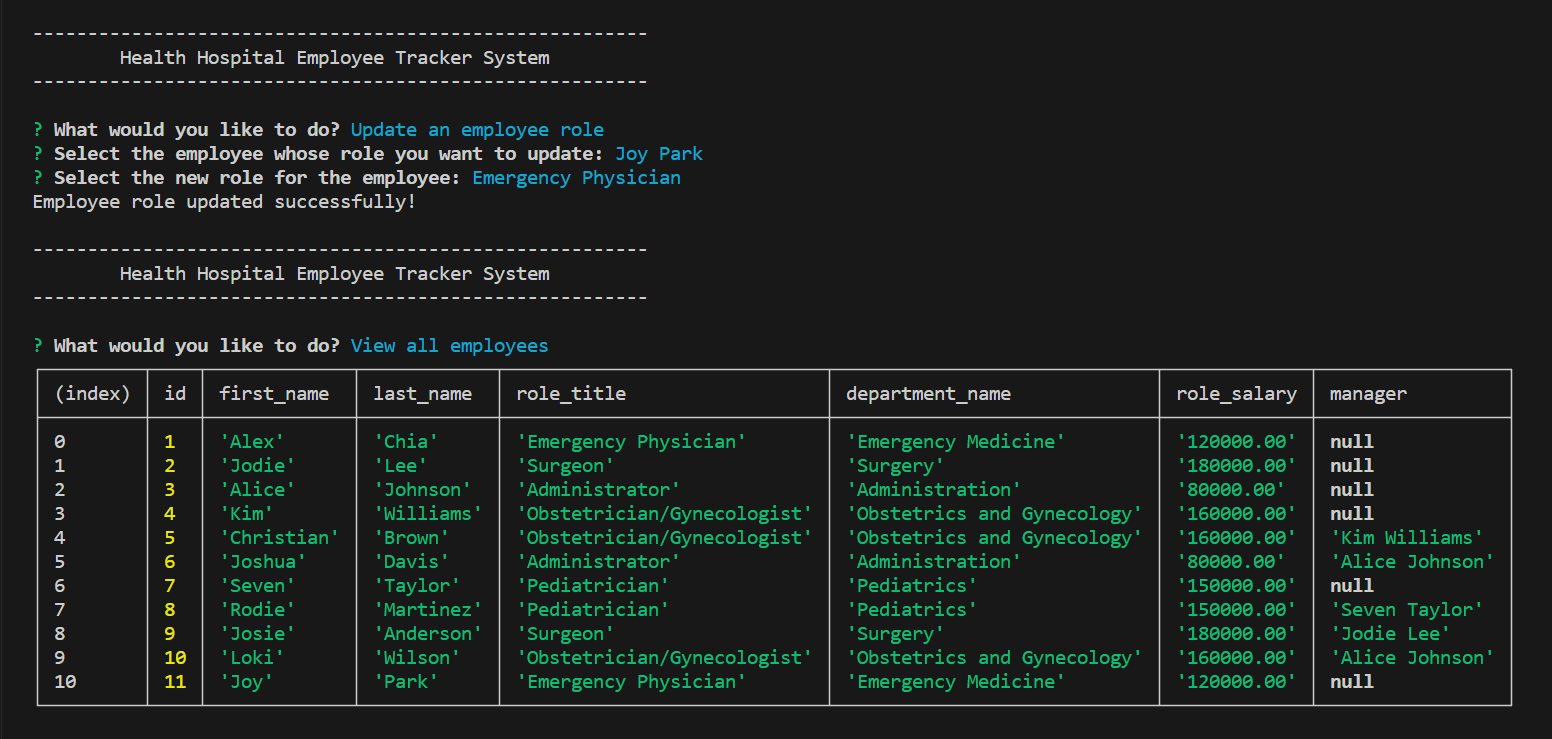 -------------------------------------------------------
Health Hospital Employee Tracker System
-------------------------------------------------------
? What would you like to do? Update an employee role
? Select the employee whose role you want to update: Joy Park
? Select the new role for the employee: Emergency Physician
Employee role updated successfully!
-------------------------------------------------------
Health Hospital Employee Tracker System
-------------------------------------------------------
? What would you like to do? View all employees
(index) id first_name last_name role_title department_name role_salary manager
0 1 'Alex' 'Chia' 'Emergency Physician' 'Emergency Medicine' '120000.00' null
1 2 'Jodie' 'Lee' 'Surgeon' 'Surgery' '180000.00' null
2 3 'Alice' 'Johnson' 'Administrator' 'Administration' '80000.00' null
3 4 'Kim' 'Williams' 'Obstetrician/Gynecologist' 'Obstetrics and Gynecology' '160000.00' null
4 5 'Christian' 'Brown' 'Obstetrician/Gynecologist' 'Obstetrics and Gynecology' '160000.00' 'Kim Williams'
5 6 'Joshua' 'Davis' 'Administrator' 'Administration' '80000.00' 'Alice Johnson'
6 7 'Seven' 'Taylor' 'Pediatrician' 'Pediatrics' '150000.00' null
7 8 'Rodie' 'Martinez' 'Pediatrician' 'Pediatrics' '150000.00' 'Seven Taylor'
8 9 'Josie' 'Anderson' 'Surgeon' 'Surgery' '180000.00' 'Jodie Lee'
9 10 'Loki' 'Wilson' 'Obstetrician/Gynecologist' 'Obstetrics and Gynecology' '160000.00' 'Alice Johnson'
10 11 'Joy' 'Park' 'Emergency Physician' 'Emergency Medicine' '120000.00' null